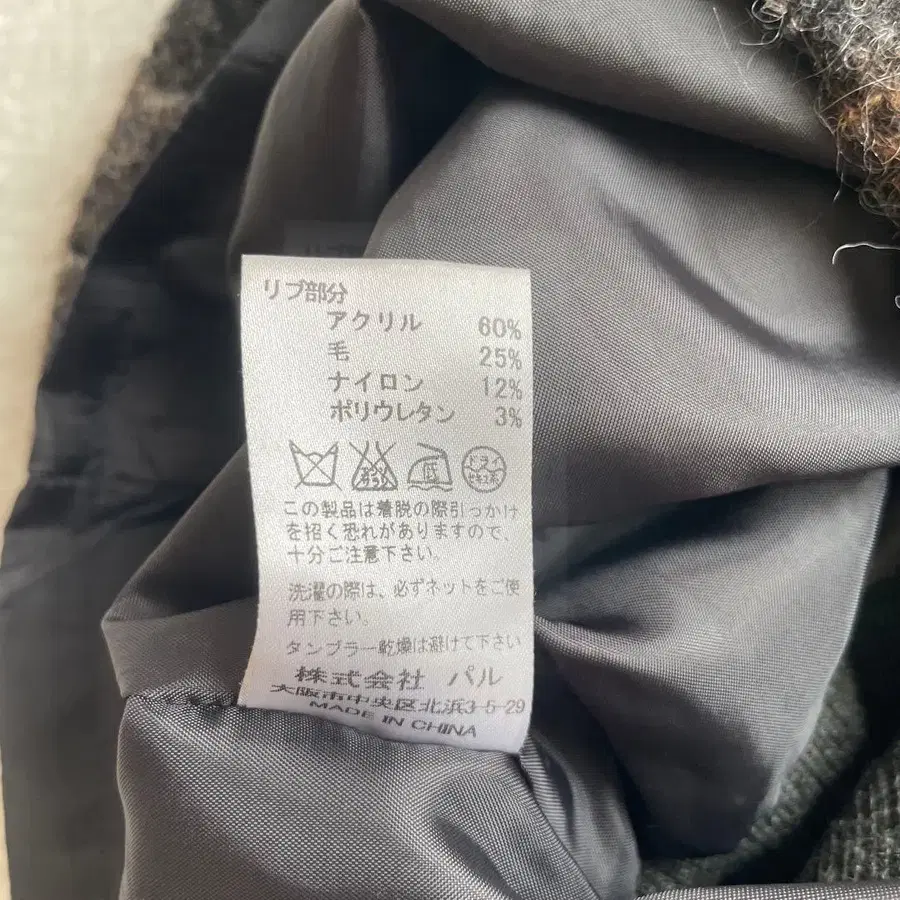 リブ部分
アクリル 60%
毛 25%
ナイロン 12%
ポリウレタン 3%
この製品は着脱の際引っかけ
を招く恐れがありますので、
十分ご注意下さい。
洗濯の際は、必ずネットをご使
用下さい。
タンブラー乾燥は避けて下さい
株式会社 パル
大阪市中央区北浜3-5-29
MADE IN CHINA